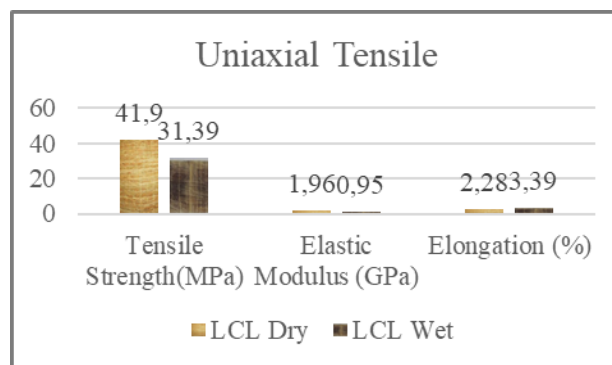 Uniaxial Tensile
60
40
20
0
41,9
31,39
1,96
0,95
2,28
3,39
Tensile
Strength(MPa)
Elastic
Modulus (GPa)
Elongation (%)
LCL Dry
LCL Wet